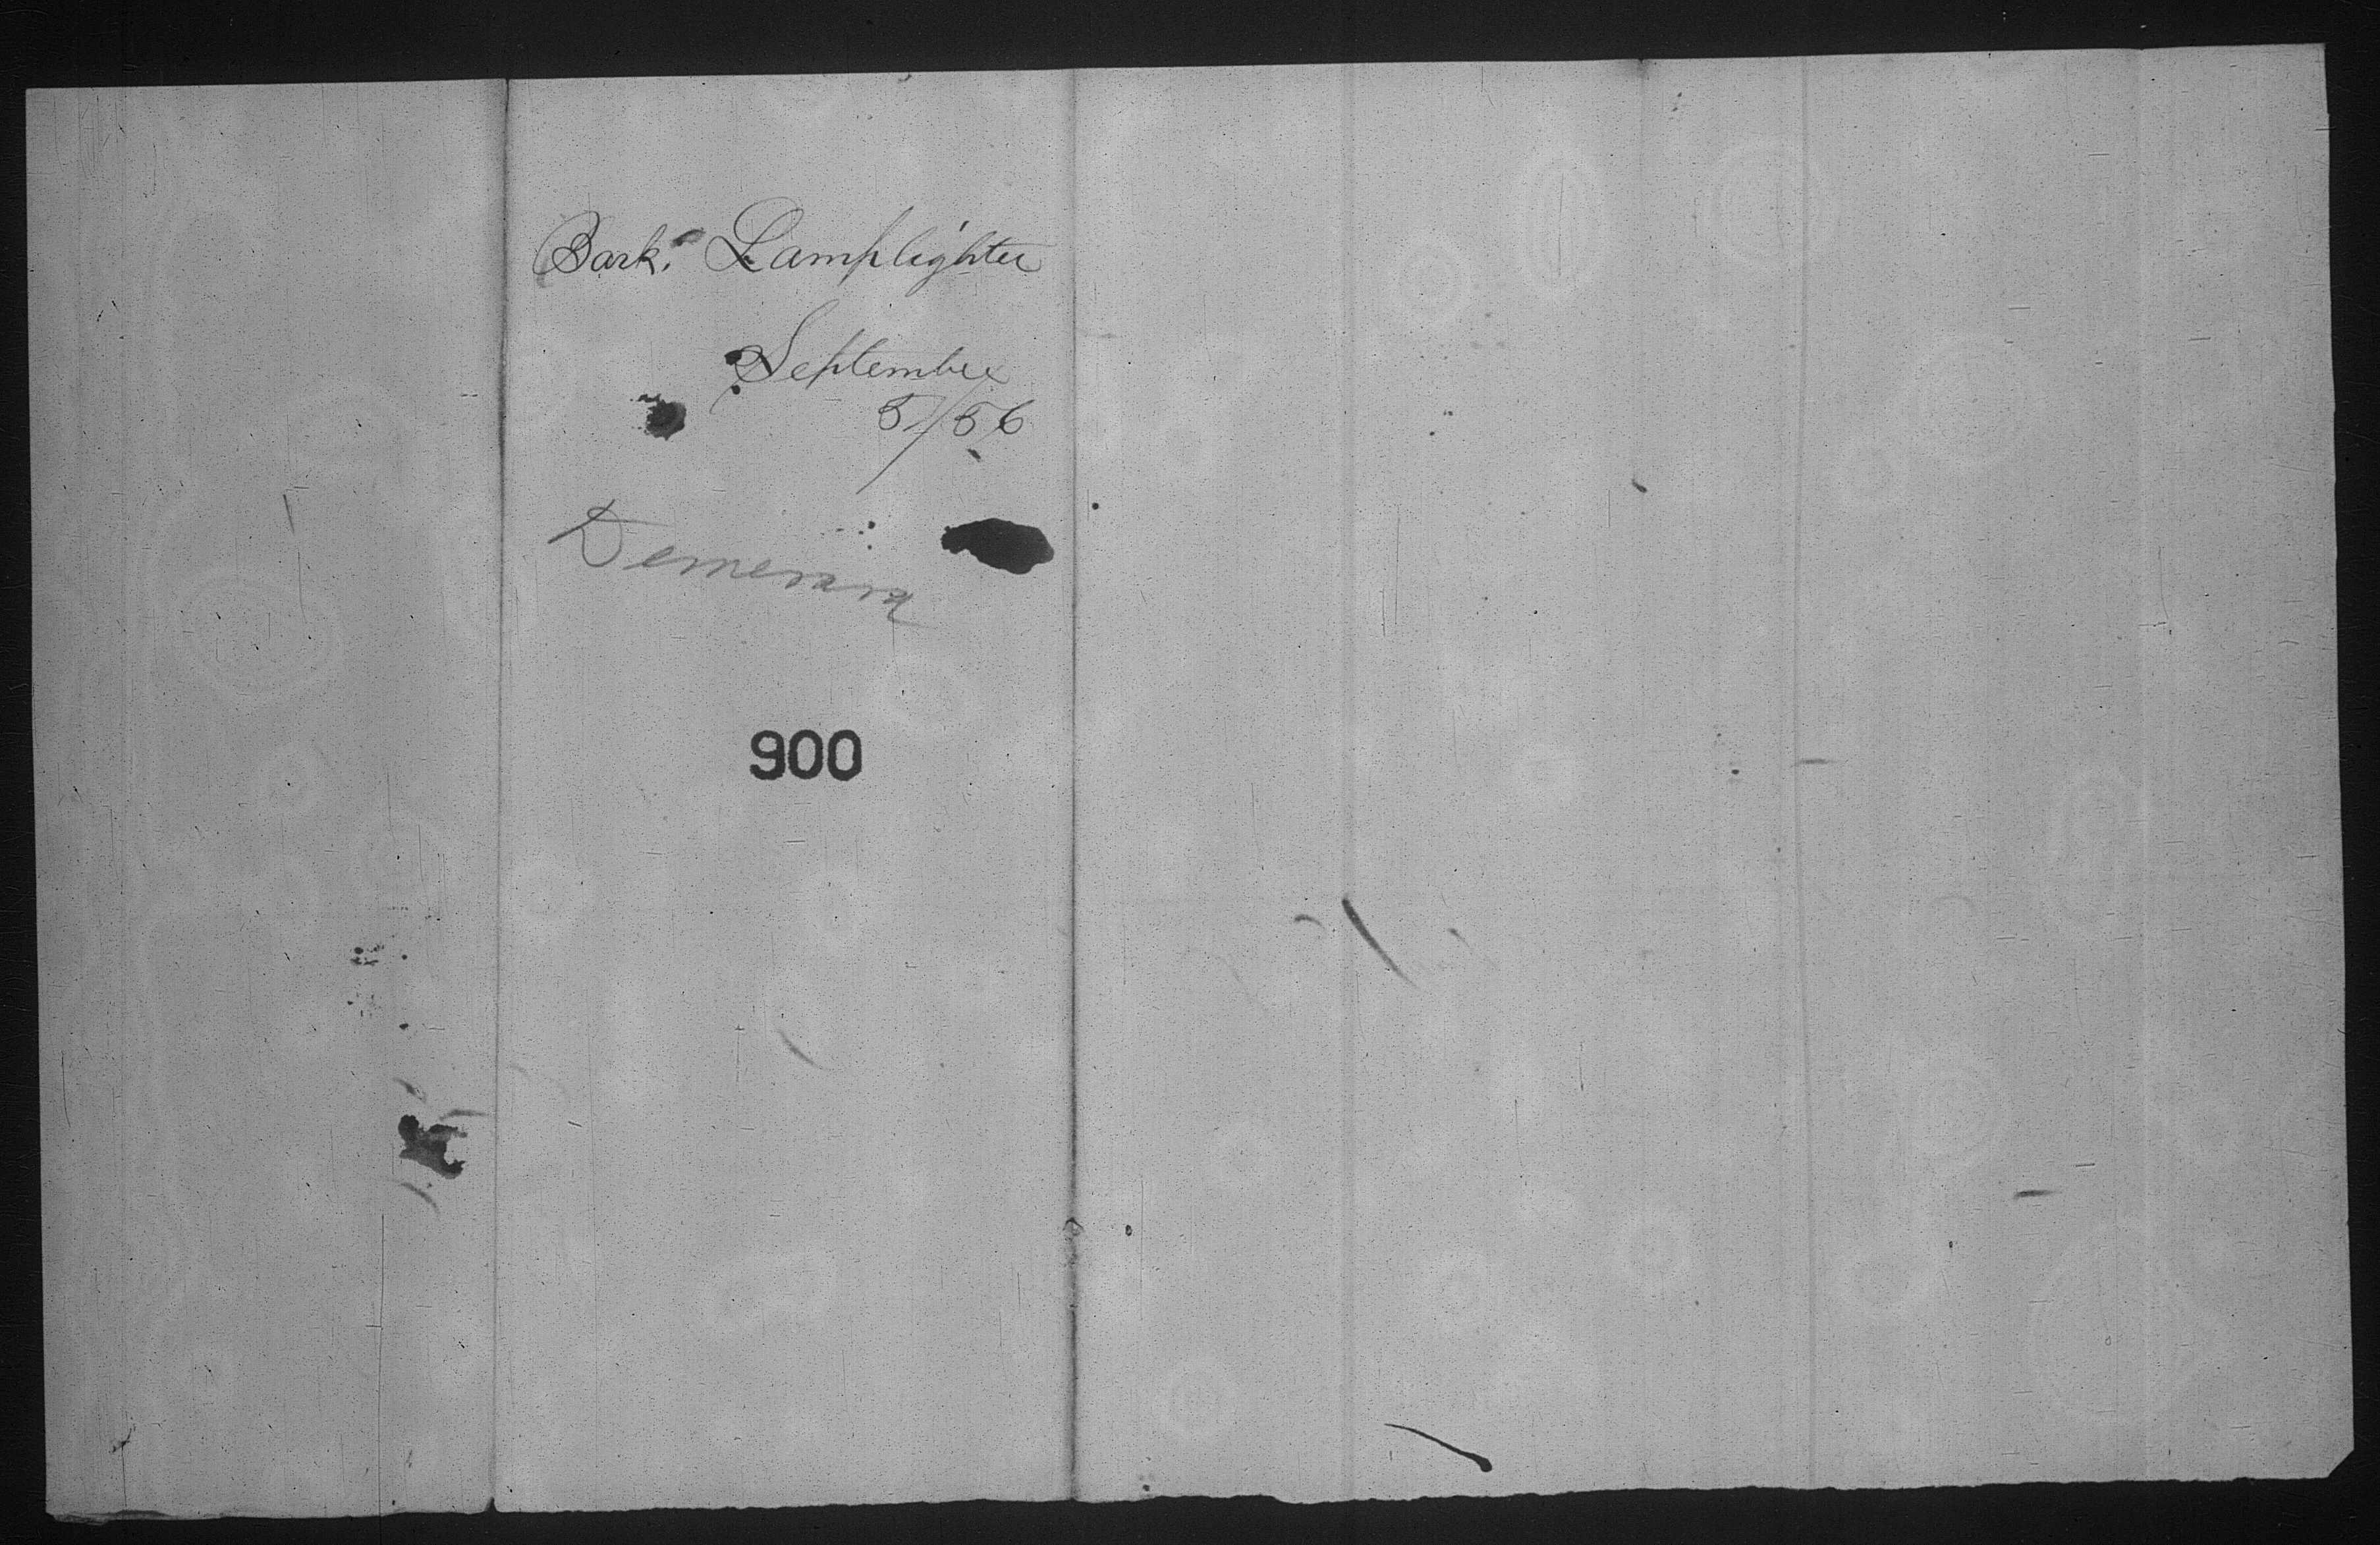 Bark. Lamplighter
September
5/56
Demerara
900